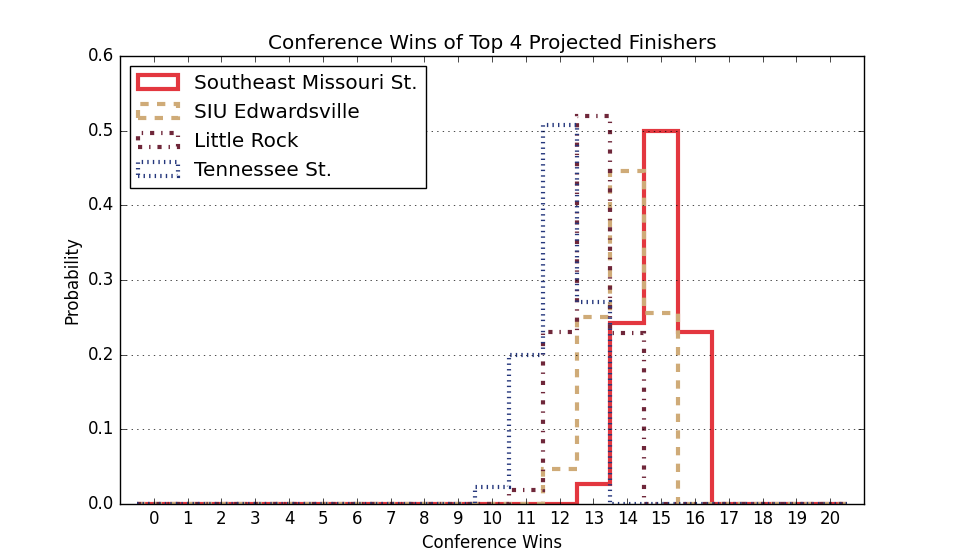 Conference Wins of Top 4 Projected Finishers
0.6
0.5
0.4
0.3
0.2
0.1
0.0
Probability
Southeast Missouri St.
SIU Edwardsville
Little Rock
Tennessee St.
0 1 2 3 4 5 6 7 8 9 10 11 12 13 14 15 16 17 18 19 20
Conference Wins